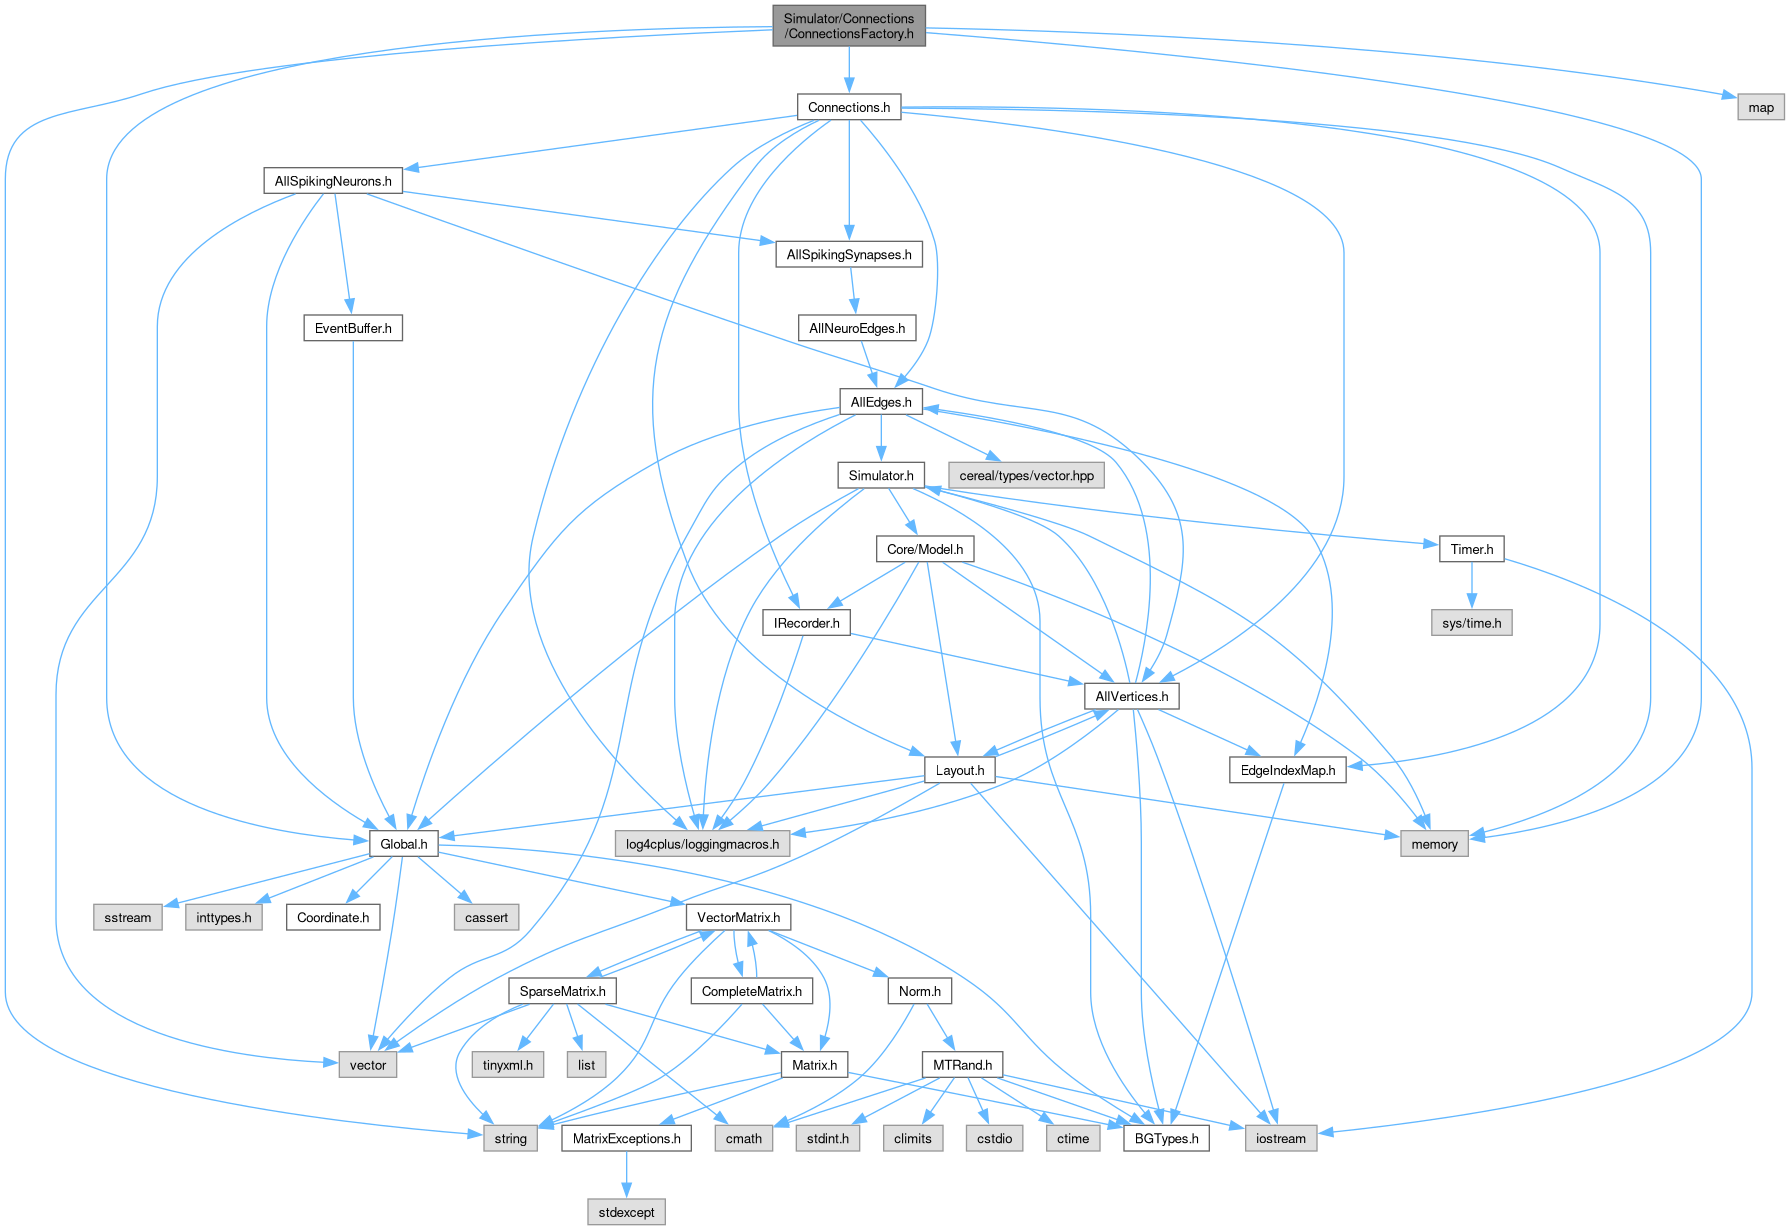 Simulator/Connections
/ConnectionsFactory.h
Connections.h
map
AllSpikingNeurons.h
AllSpikingSynapses.h
EventBuffer.h
AllNeuroEdges.h
AllEdges.h
Simulator.h
cereal/types/vector.hpp
Core/Model.h
Timer.h
IRecorder.h
sys/time.h
AllVertices.h
Layout.h
EdgeIndexMap.h
Global.h
log4cplus/loggingmacros.h
memory
sstream
inttypes.h
Coordinate.h
cassert
VectorMatrix.h
SparseMatrix.h
CompleteMatrix.h
Norm.h
vector
tinyxml.h
list
Matrix.h
MTRand.h
string
MatrixExceptions.h
cmath
stdint.h
climits
cstdio
ctime
BGTypes.h
iostream
stdexcept